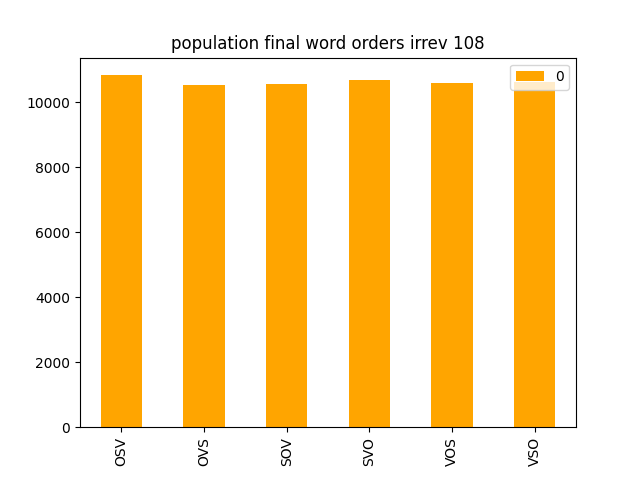 population final word orders irrev 108
0
10000
8000
6000
4000
2000
0
OSV
OVS
SOV
SVO
VOS
VSO